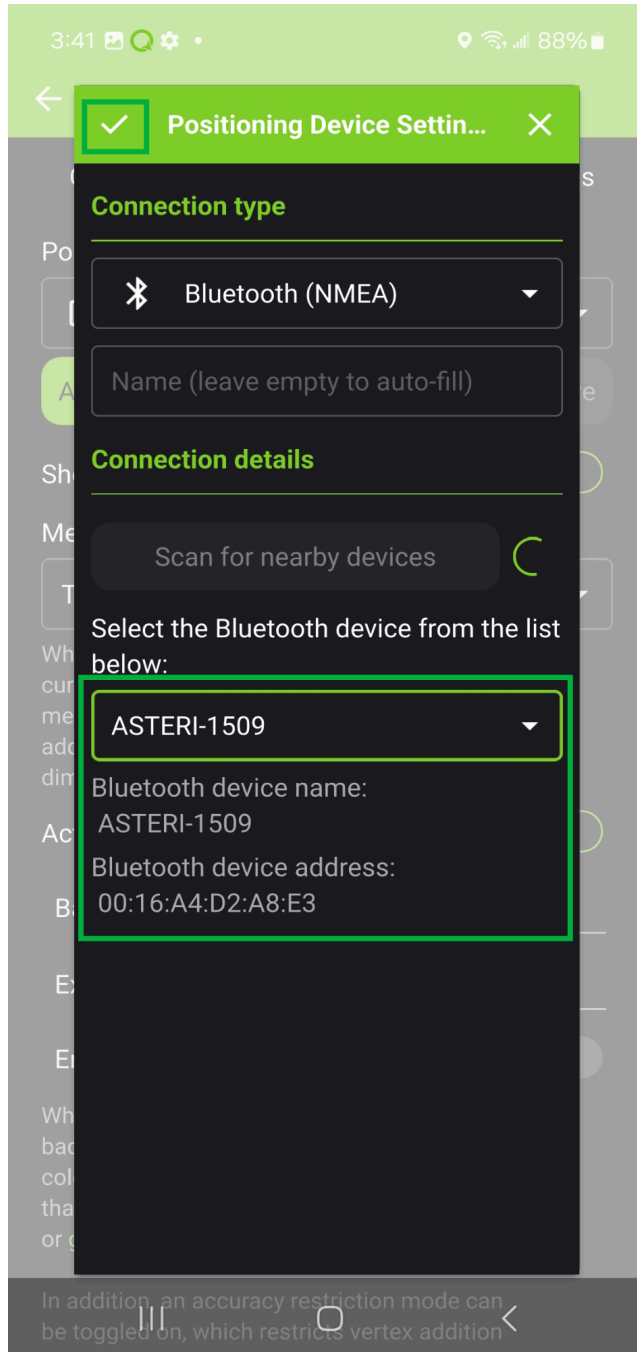 3:41
88%
Positioning Device Settin...
Connection type
Bluetooth (NMEA)
Name (leave empty to auto-fill)
Connection details
Scan for nearby devices
Select the Bluetooth device from the list
below:
ASTERI-1509
Bluetooth device name:
ASTERI-1509
Bluetooth device address:
00:16:A4:D2:A8:E3
or
In addition, an accuracy restriction mode can
be toggled on, which restricts vertex addition